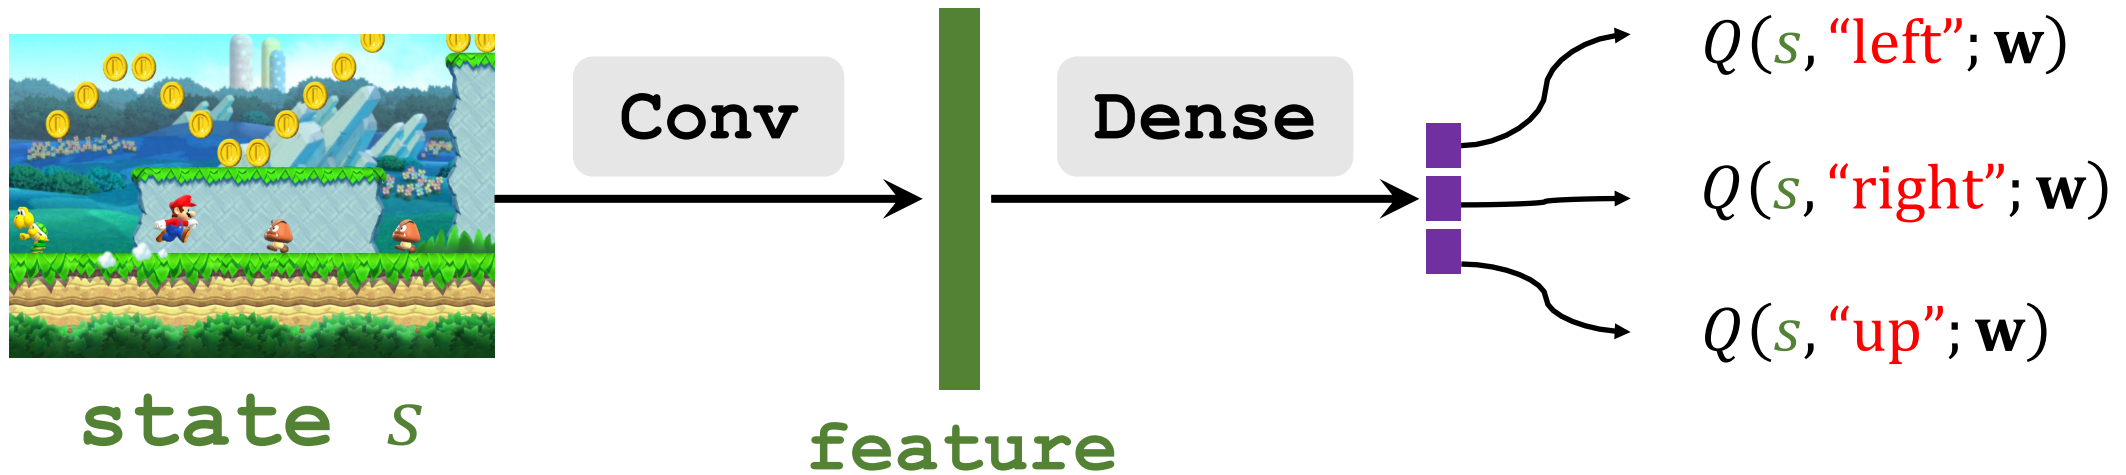 Conv
Dense
Q(s, “left”; w)
Q(s, “right”; w)
Q(s, “up”; w)
state s
feature